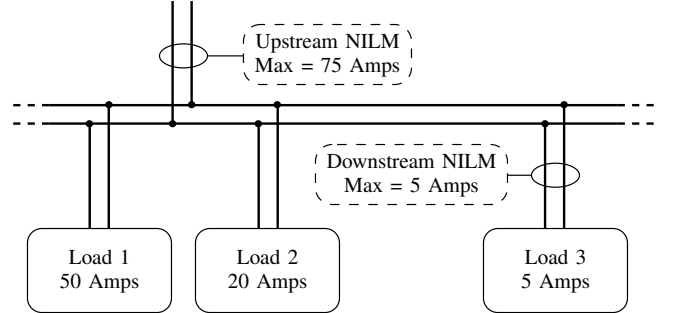 Upstream NILM
Max = 75 Amps
Downstream NILM
Max = 5 Amps
Load 1
50 Amps
Load 2
20 Amps
Load 3
5 Amps